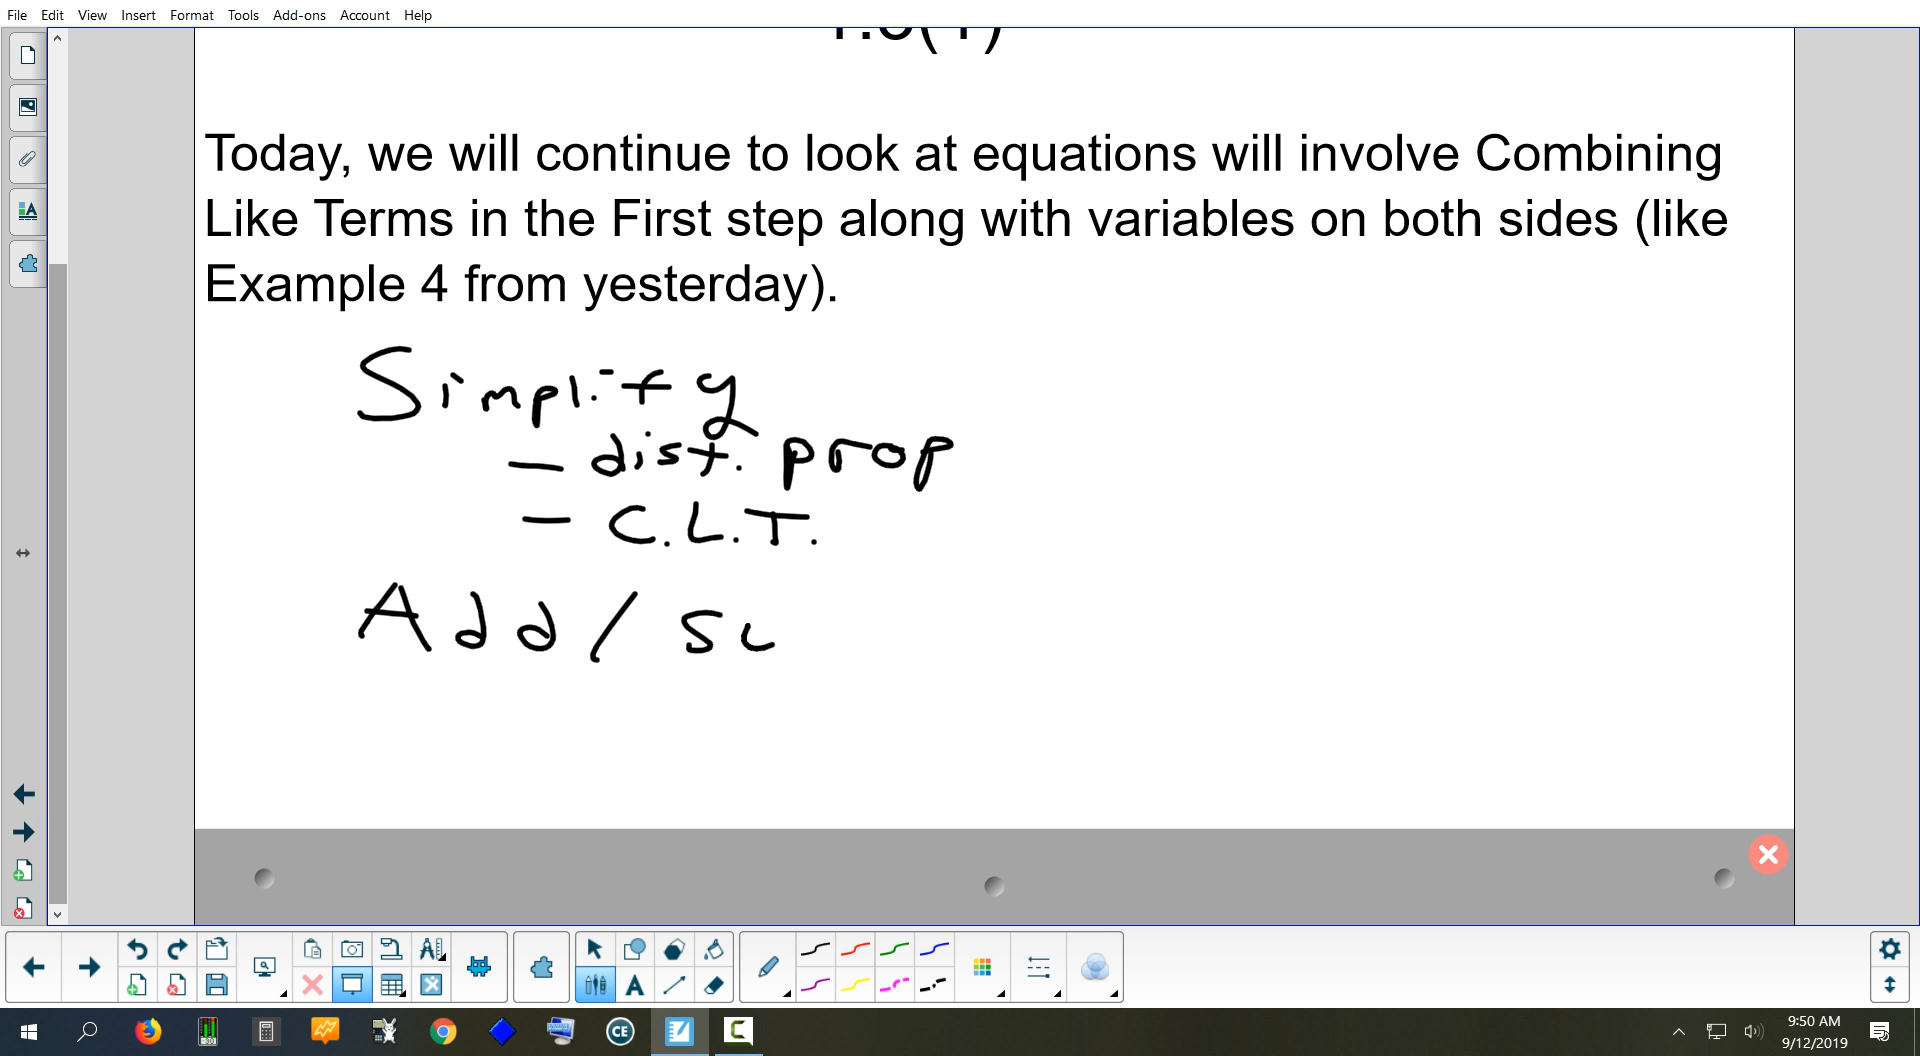 File Edit View Insert Format Tools Add-ons Account Help
Today, we will continue to look at equations will involve Combining
Like Terms in the First step along with variables on both sides (like
Example 4 from yesterday).
Simplify
- dist. prop
- C.L.T.
Add / su
CE
9:50 AM
9/12/2019